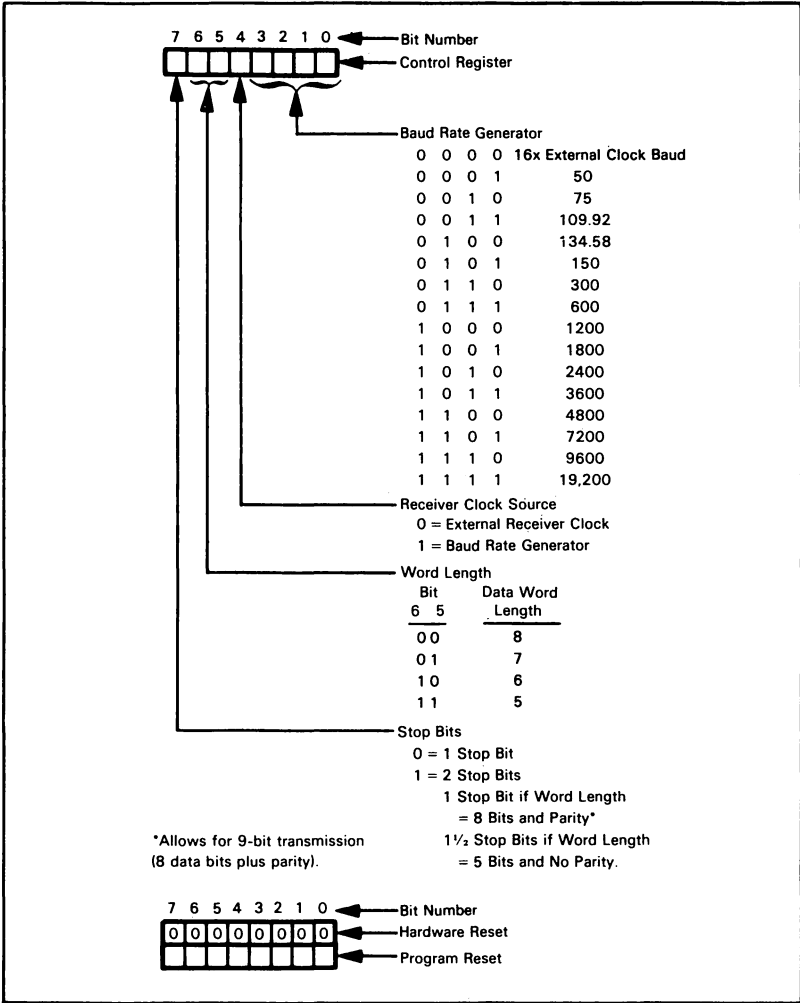 7 6 5 4 3 2 1 0 Bit Number
Control Register
Baud Rate Generator
0 0 0 0 16x External Clock Baud
0 0 0 1 50
0 0 1 0 75
0 0 1 1 109.92
0 1 0 0 134.58
0 1 0 1 150
0 1 1 0 300
0 1 1 1 600
1 0 0 0 1200
1 0 0 1 1800
1 0 1 0 2400
1 0 1 1 3600
1 1 0 0 4800
1 1 0 1 7200
1 1 1 0 9600
1 1 1 1 19,200
Receiver Clock Source
0 = External Receiver Clock
1 = Baud Rate Generator
Word Length
Bit Data Word
6 5 Length
0 0 8
0 1 7
1 0 6
1 1 5
Stop Bits
0 = 1 Stop Bit
1 = 2 Stop Bits
1 Stop Bit if Word Length
= 8 Bits and Parity*
1½ Stop Bits if Word Length
= 5 Bits and No Parity.
*Allows for 9-bit transmission
(8 data bits plus parity).
7 6 5 4 3 2 1 0 Bit Number
0 0 0 0 0 0 0 0 Hardware Reset
Program Reset